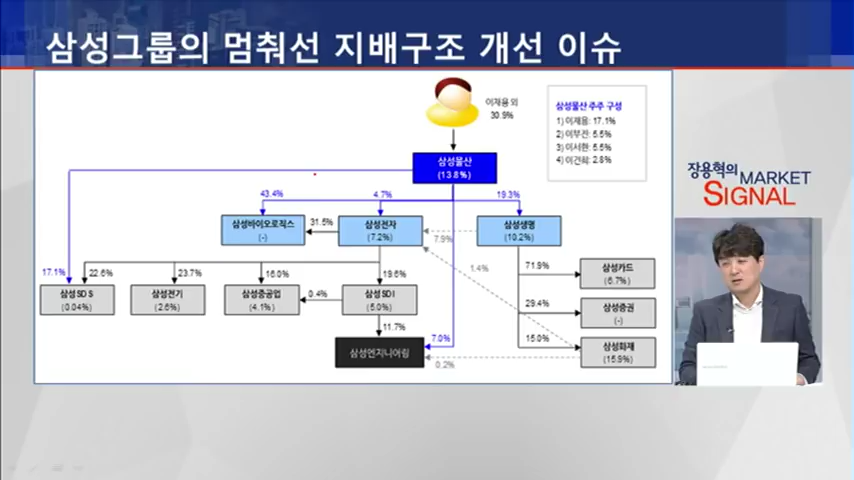 삼성그룹의 멈춰선 지배구조 개선 이슈
이재용 외
30.9%
삼성물산 주주 구성
1) 이재용: 17.1%
2) 이부진: 5.5%
3) 이서현: 5.5%
4) 이건희: 2.8%
삼성물산
(13.8%)
장용혁의
MARKET
SIGNAL
43.4%
4.7%
19.3%
삼성바이오로직스
(-)
31.5%
삼성전자
(7.2%)
7.9%
삼성생명
(10.2%)
1.4%
17.1%
22.6%
23.7%
16.0%
19.6%
71.9%
삼성카드
(6.7%)
삼성SDS
(0.04%)
삼성전기
(2.6%)
삼성중공업
(4.1%)
0.4%
삼성SDI
(5.0%)
29.4%
삼성증권
(-)
11.7%
7.0%
15.0%
삼성엔지니어링
0.2%
삼성화재
(15.9%)